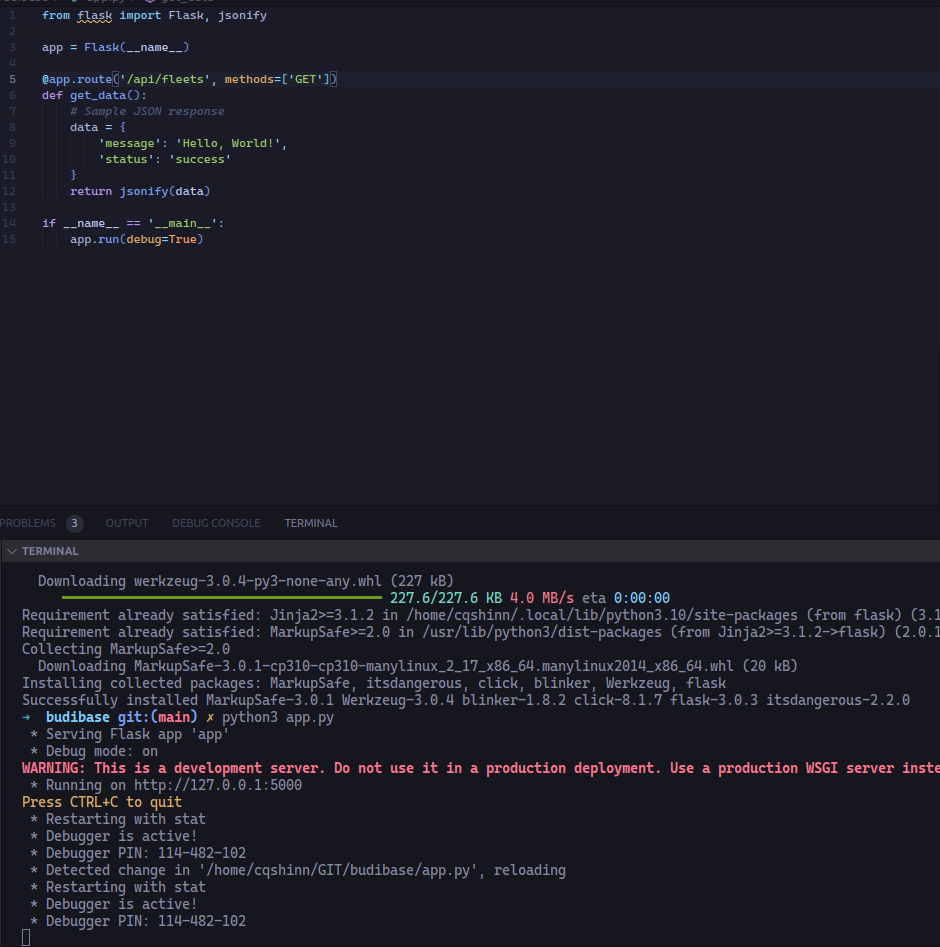 1 from flask import Flask, jsonify
2
3 app = Flask(__name__)
4
5 @app.route('/api/fleets', methods=['GET'])
6 def get_data():
7 # Sample JSON response
8 data = {
9 'message': 'Hello, World!',
10 'status': 'success'
11 }
12 return jsonify(data)
13
14 if __name__ == '__main__':
15 app.run(debug=True)
PROBLEMS 3 OUTPUT DEBUG CONSOLE TERMINAL
TERMINAL
Downloading werkzeug-3.0.4-py3-none-any.whl (227 kB)
227.6/227.6 KB 4.0 MB/s eta 0:00:00
Requirement already satisfied: Jinja2>=3.1.2 in /home/cqshinn/.local/lib/python3.10/site-packages (from flask) (3.1
Requirement already satisfied: MarkupSafe>=2.0 in /usr/lib/python3/dist-packages (from Jinja2>=3.1.2->flask) (2.0.1
Collecting MarkupSafe>=2.0
Downloading MarkupSafe-3.0.1-cp310-cp310-manylinux_2_17_x86_64.manylinux2014_x86_64.whl (20 kB)
Installing collected packages: MarkupSafe, itsdangerous, click, blinker, Werkzeug, flask
Successfully installed MarkupSafe-3.0.1 Werkzeug-3.0.4 blinker-1.8.2 click-8.1.7 flask-3.0.3 itsdangerous-2.2.0
→ budibase git:(main) ✗ python3 app.py
* Serving Flask app 'app'
* Debug mode: on
WARNING: This is a development server. Do not use it in a production deployment. Use a production WSGI server inste
* Running on http://127.0.0.1:5000
Press CTRL+C to quit
* Restarting with stat
* Debugger is active!
* Debugger PIN: 114-482-102
* Detected change in '/home/cqshinn/GIT/budibase/app.py', reloading
* Restarting with stat
* Debugger is active!
* Debugger PIN: 114-482-102